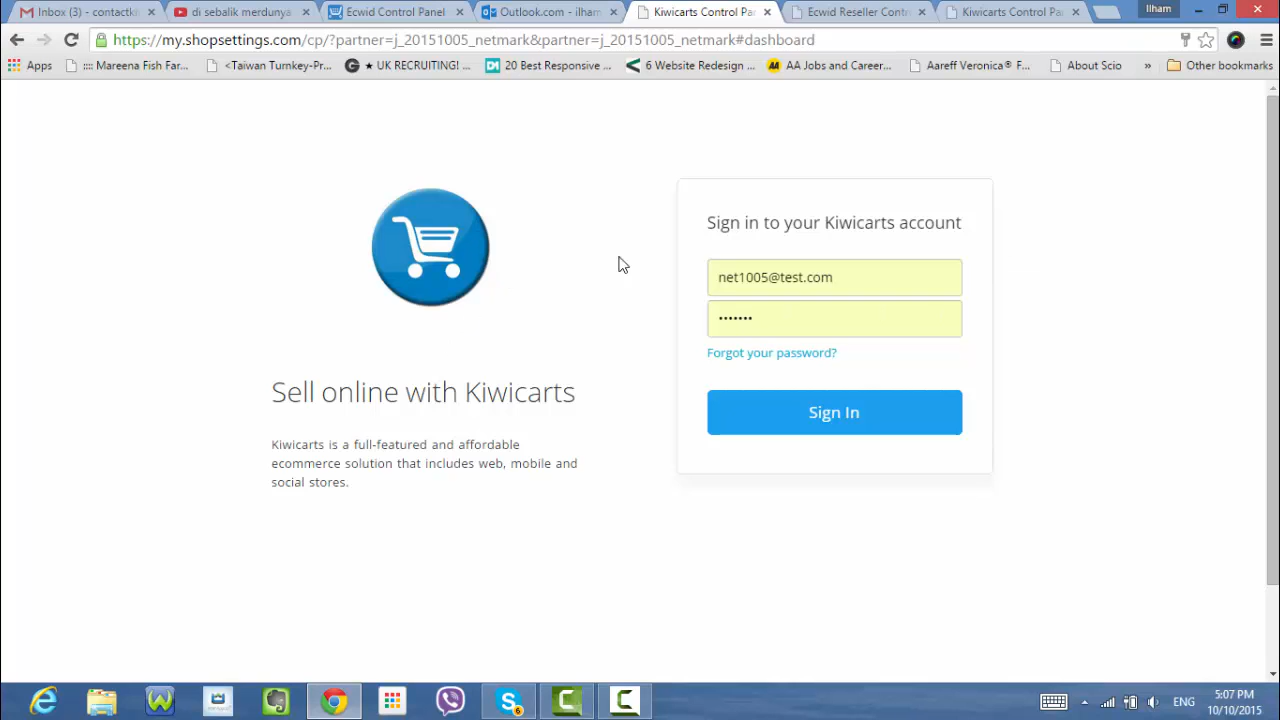 Ilham
Inbox (3) - contactki
di sebalik merdunya
Ecwid Control Panel
Outlook.com - ilham
Kiwicarts Control Pa
Ecwid Reseller Contr
Kiwicarts Control Pa
https://my.shopsettings.com/cp/?partner=j_20151005_netmark&partner=j_20151005_netmark#dashboard
Apps
:::: Mareena Fish Far...
<Taiwan Turnkey-Pr...
★ UK RECRUITING! ...
DI
20 Best Responsive ...
6 Website Redesign ...
AA
AA Jobs and Career...
Aareff Veronica® F...
About Scio
»
Other bookmarks
Sign in to your Kiwicarts account
net1005@test.com
•••••••
Forgot your password?
Sign In
Sell online with Kiwicarts
Kiwicarts is a full-featured and affordable
ecommerce solution that includes web, mobile and
social stores.
6
ENG
5:07 PM
10/10/2015